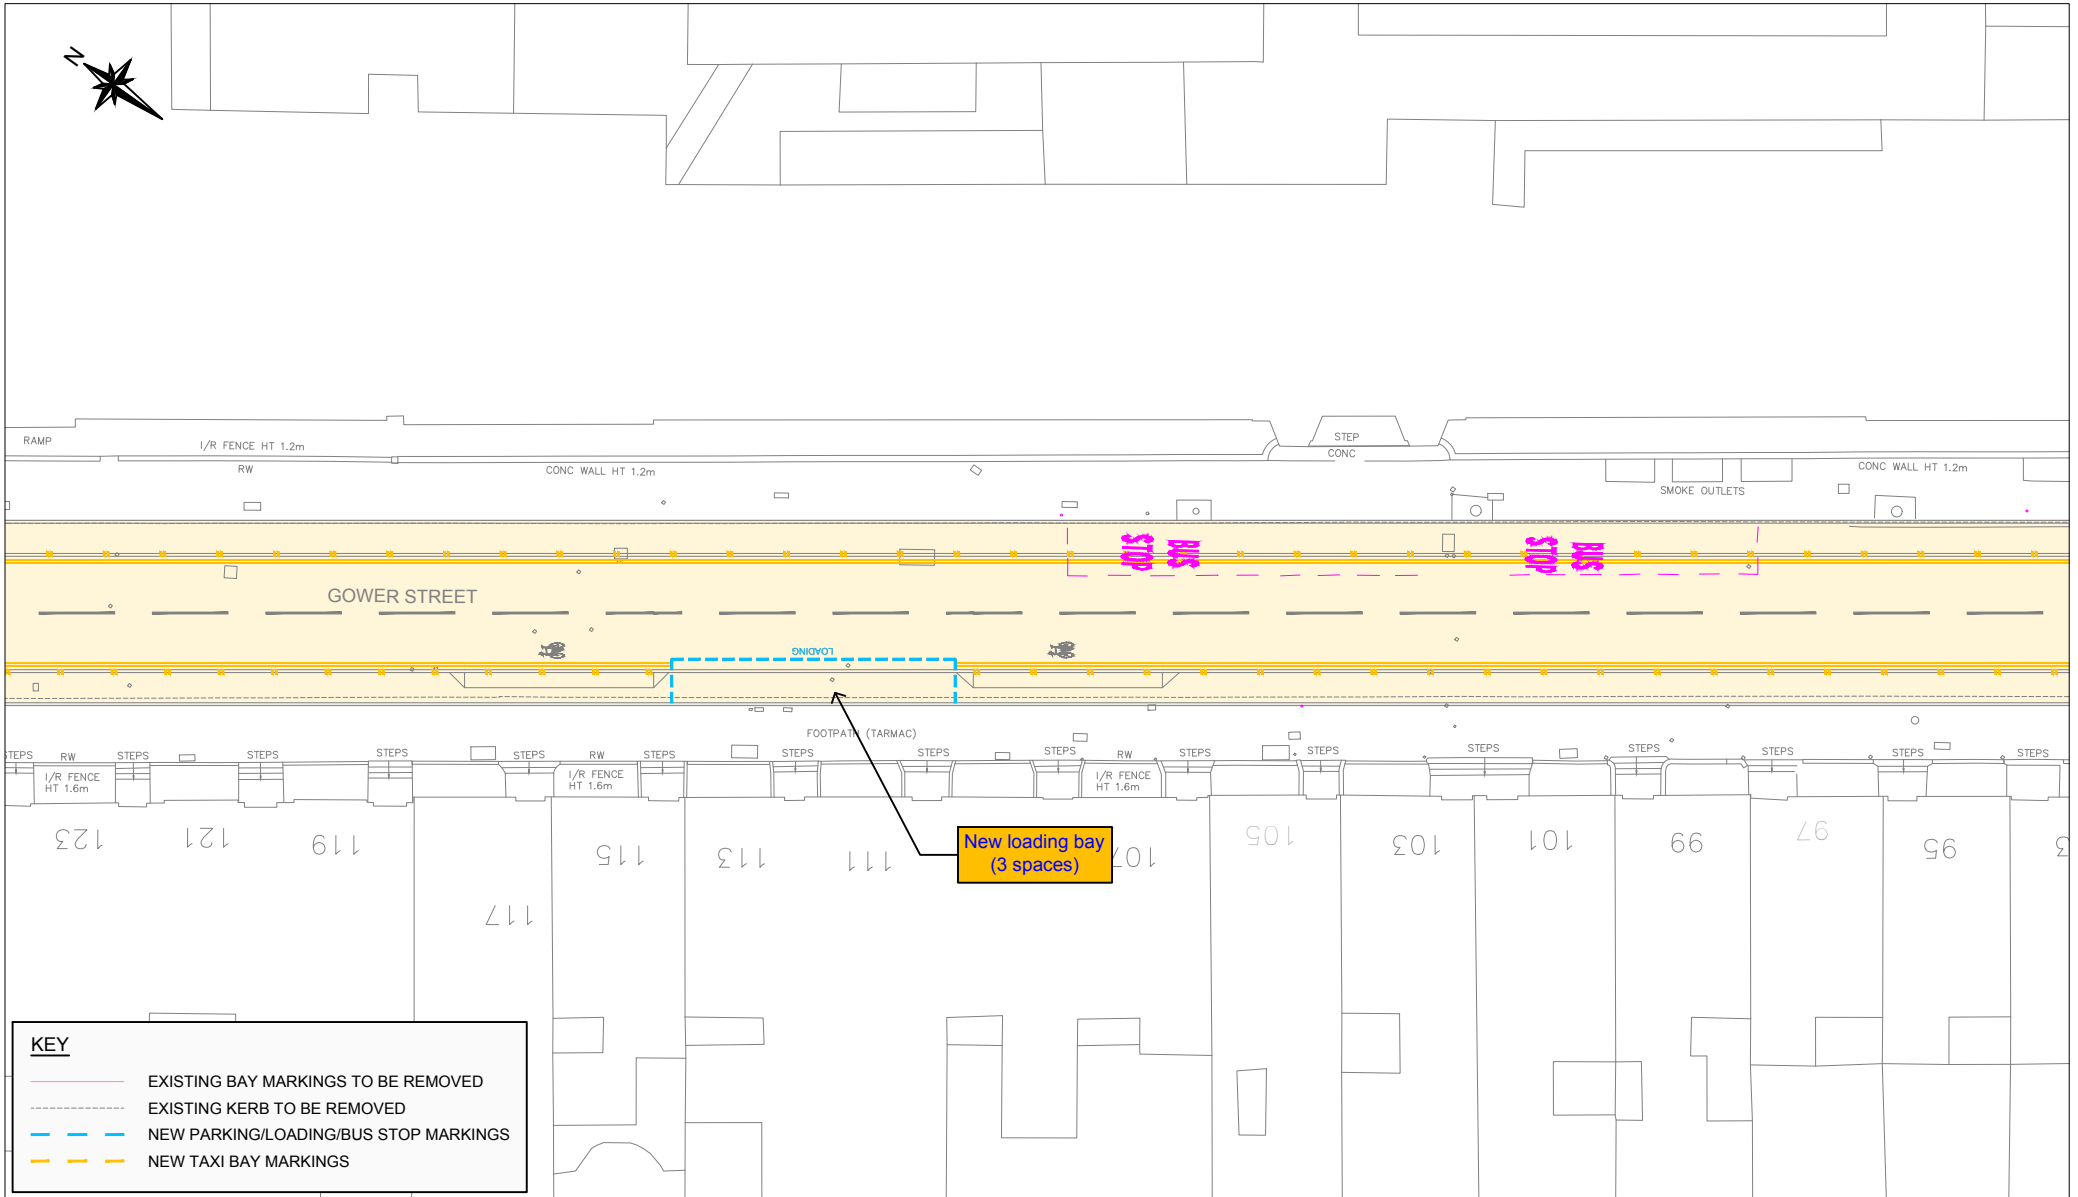 N
RAMP
I/R FENCE HT 1.2m
RW
CONC WALL HT 1.2m
STEP
CONC
CONC WALL HT 1.2m
SMOKE OUTLETS
BUS
STOP
BUS
STOP
GOWER STREET
LOADING
FOOTPATH (TARMAC)
STEPS
RW
STEPS
STEPS
STEPS
STEPS
RW
STEPS
STEPS
STEPS
STEPS
RW
STEPS
STEPS
STEPS
STEPS
STEPS
STEPS
STEPS
I/R FENCE
HT 1.6m
I/R FENCE
HT 1.6m
I/R FENCE
HT 1.6m
123
121
119
117
115
113
111
107
105
103
101
99
97
95
3
New loading bay
(3 spaces)
KEY
EXISTING BAY MARKINGS TO BE REMOVED
EXISTING KERB TO BE REMOVED
NEW PARKING/LOADING/BUS STOP MARKINGS
NEW TAXI BAY MARKINGS